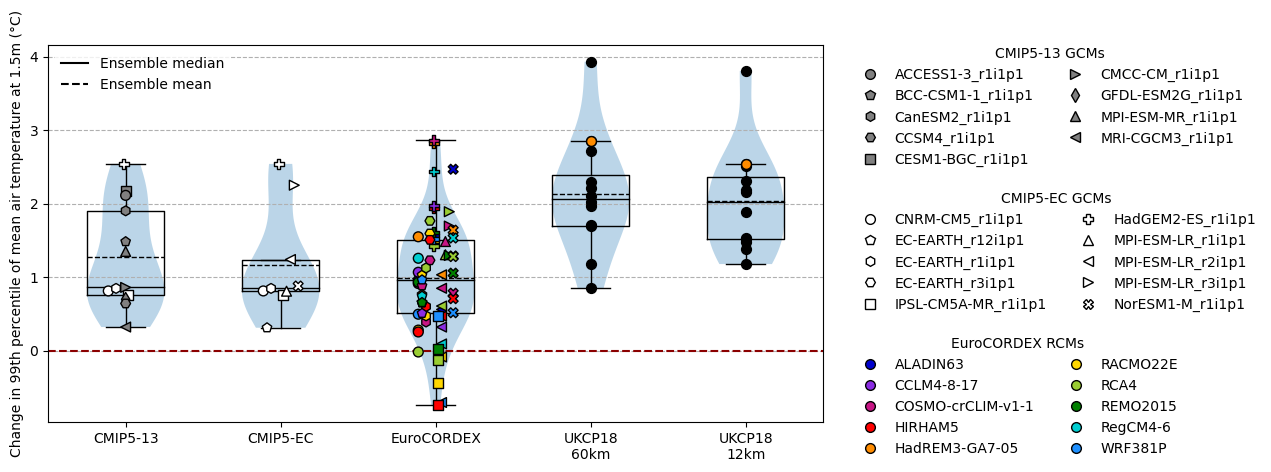 Change in 99th percentile of mean air temperature at 1.5m (°C)
4
3
2
1
0
Ensemble median
Ensemble mean
CMIP5-13
CMIP5-EC
EuroCORDEX
UKCP18
60km
UKCP18
12km
CMIP5-13 GCMs
ACCESS1-3_r1i1p1
BCC-CSM1-1_r1i1p1
CanESM2_r1i1p1
CCSM4_r1i1p1
CESM1-BGC_r1i1p1
CMCC-CM_r1i1p1
GFDL-ESM2G_r1i1p1
MPI-ESM-MR_r1i1p1
MRI-CGCM3_r1i1p1
CMIP5-EC GCMs
CNRM-CM5_r1i1p1
EC-EARTH_r12i1p1
EC-EARTH_r1i1p1
EC-EARTH_r3i1p1
IPSL-CM5A-MR_r1i1p1
HadGEM2-ES_r1i1p1
MPI-ESM-LR_r1i1p1
MPI-ESM-LR_r2i1p1
MPI-ESM-LR_r3i1p1
NorESM1-M_r1i1p1
EuroCORDEX RCMs
ALADIN63
CCLM4-8-17
COSMO-crCLIM-v1-1
HIRHAM5
HadREM3-GA7-05
RACMO22E
RCA4
REMO2015
RegCM4-6
WRF381P